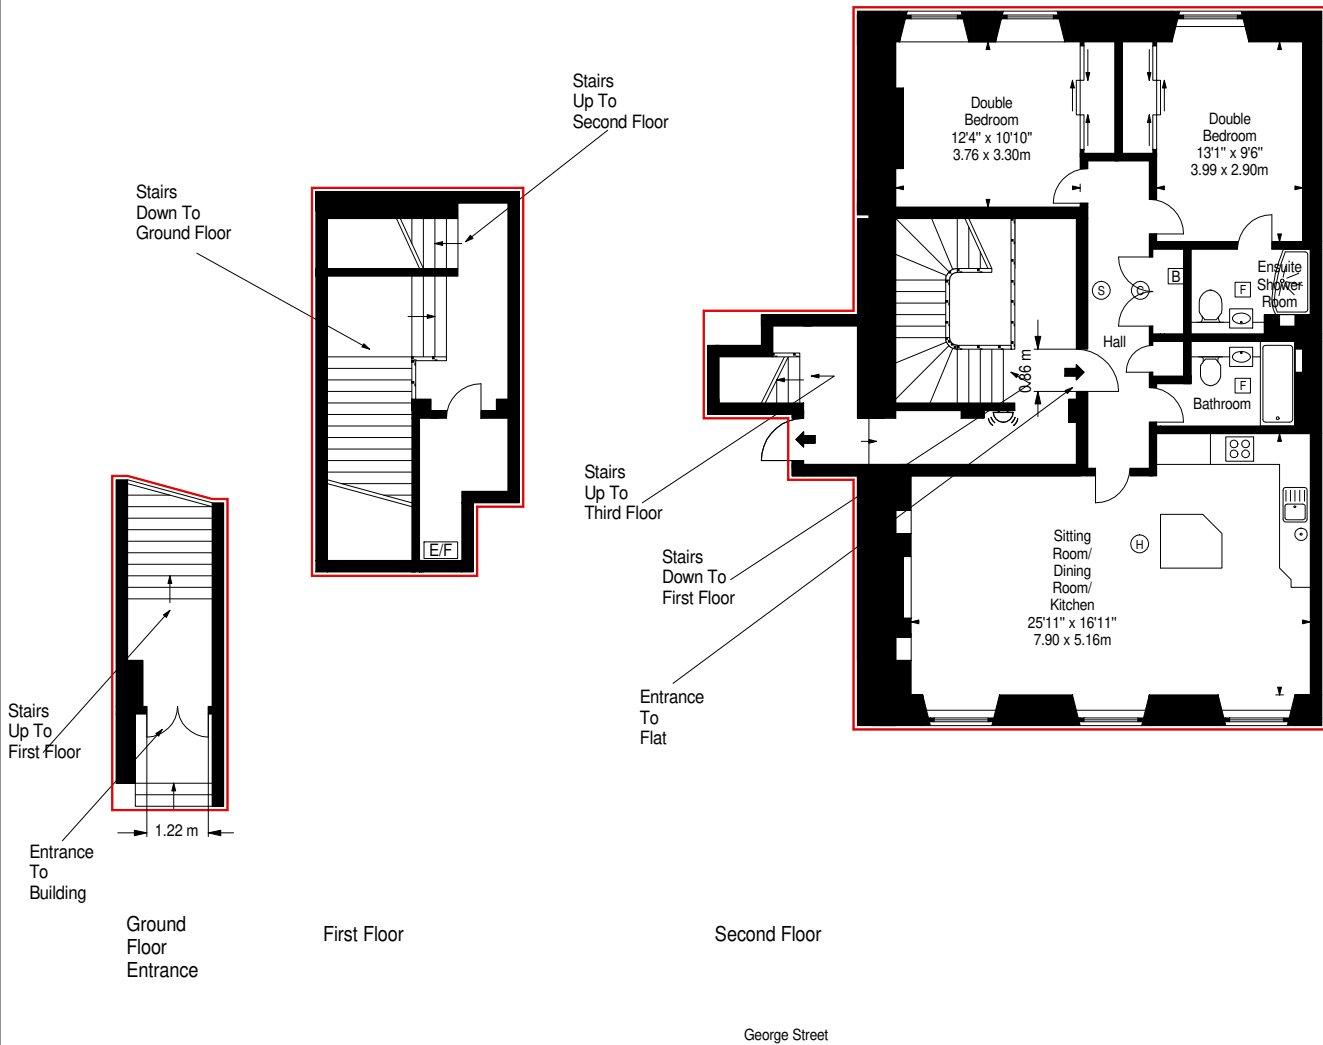 Stairs
Up To
Second Floor
Stairs
Down To
Ground Floor
Double
Bedroom
12'4" x 10'10"
3.76 x 3.30m
Double
Bedroom
13'1" x 9'6"
3.99 x 2.90m
Ensuite
Shower
Room
B
F
S
C
Hall
0.86 m
F
Bathroom
Stairs
Up To
Third Floor
Stairs
Down To
First Floor
Entrance
To
Flat
Sitting
Room/
Dining
Room/
Kitchen
25'11" x 16'11"
7.90 x 5.16m
H
E/F
Stairs
Up To
First Floor
1.22 m
Entrance
To
Building
Ground
Floor
Entrance
First Floor
Second Floor
George Street